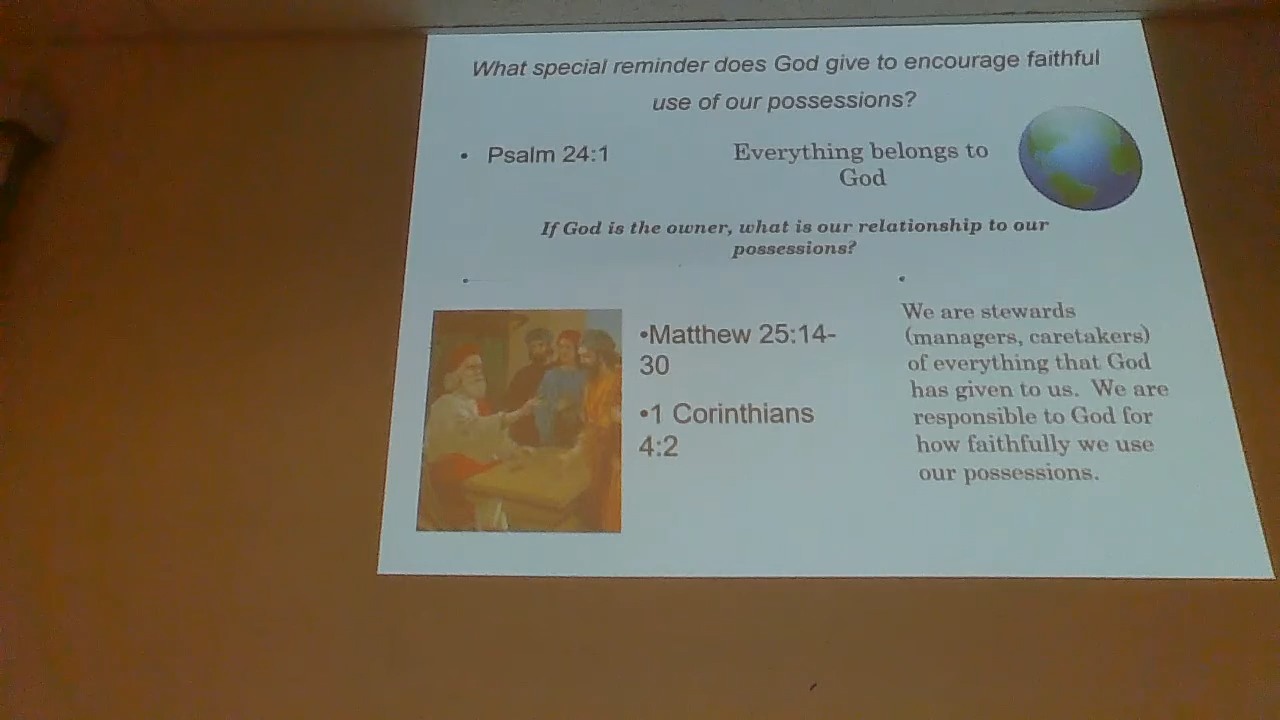 What special reminder does God give to encourage faithful
use of our possessions?
• Psalm 24:1
Everything belongs to
God
If God is the owner, what is our relationship to our
possessions?
•Matthew 25:14-
30
•1 Corinthians
4:2
We are stewards
(managers, caretakers)
of everything that God
has given to us. We are
responsible to God for
how faithfully we use
our possessions.